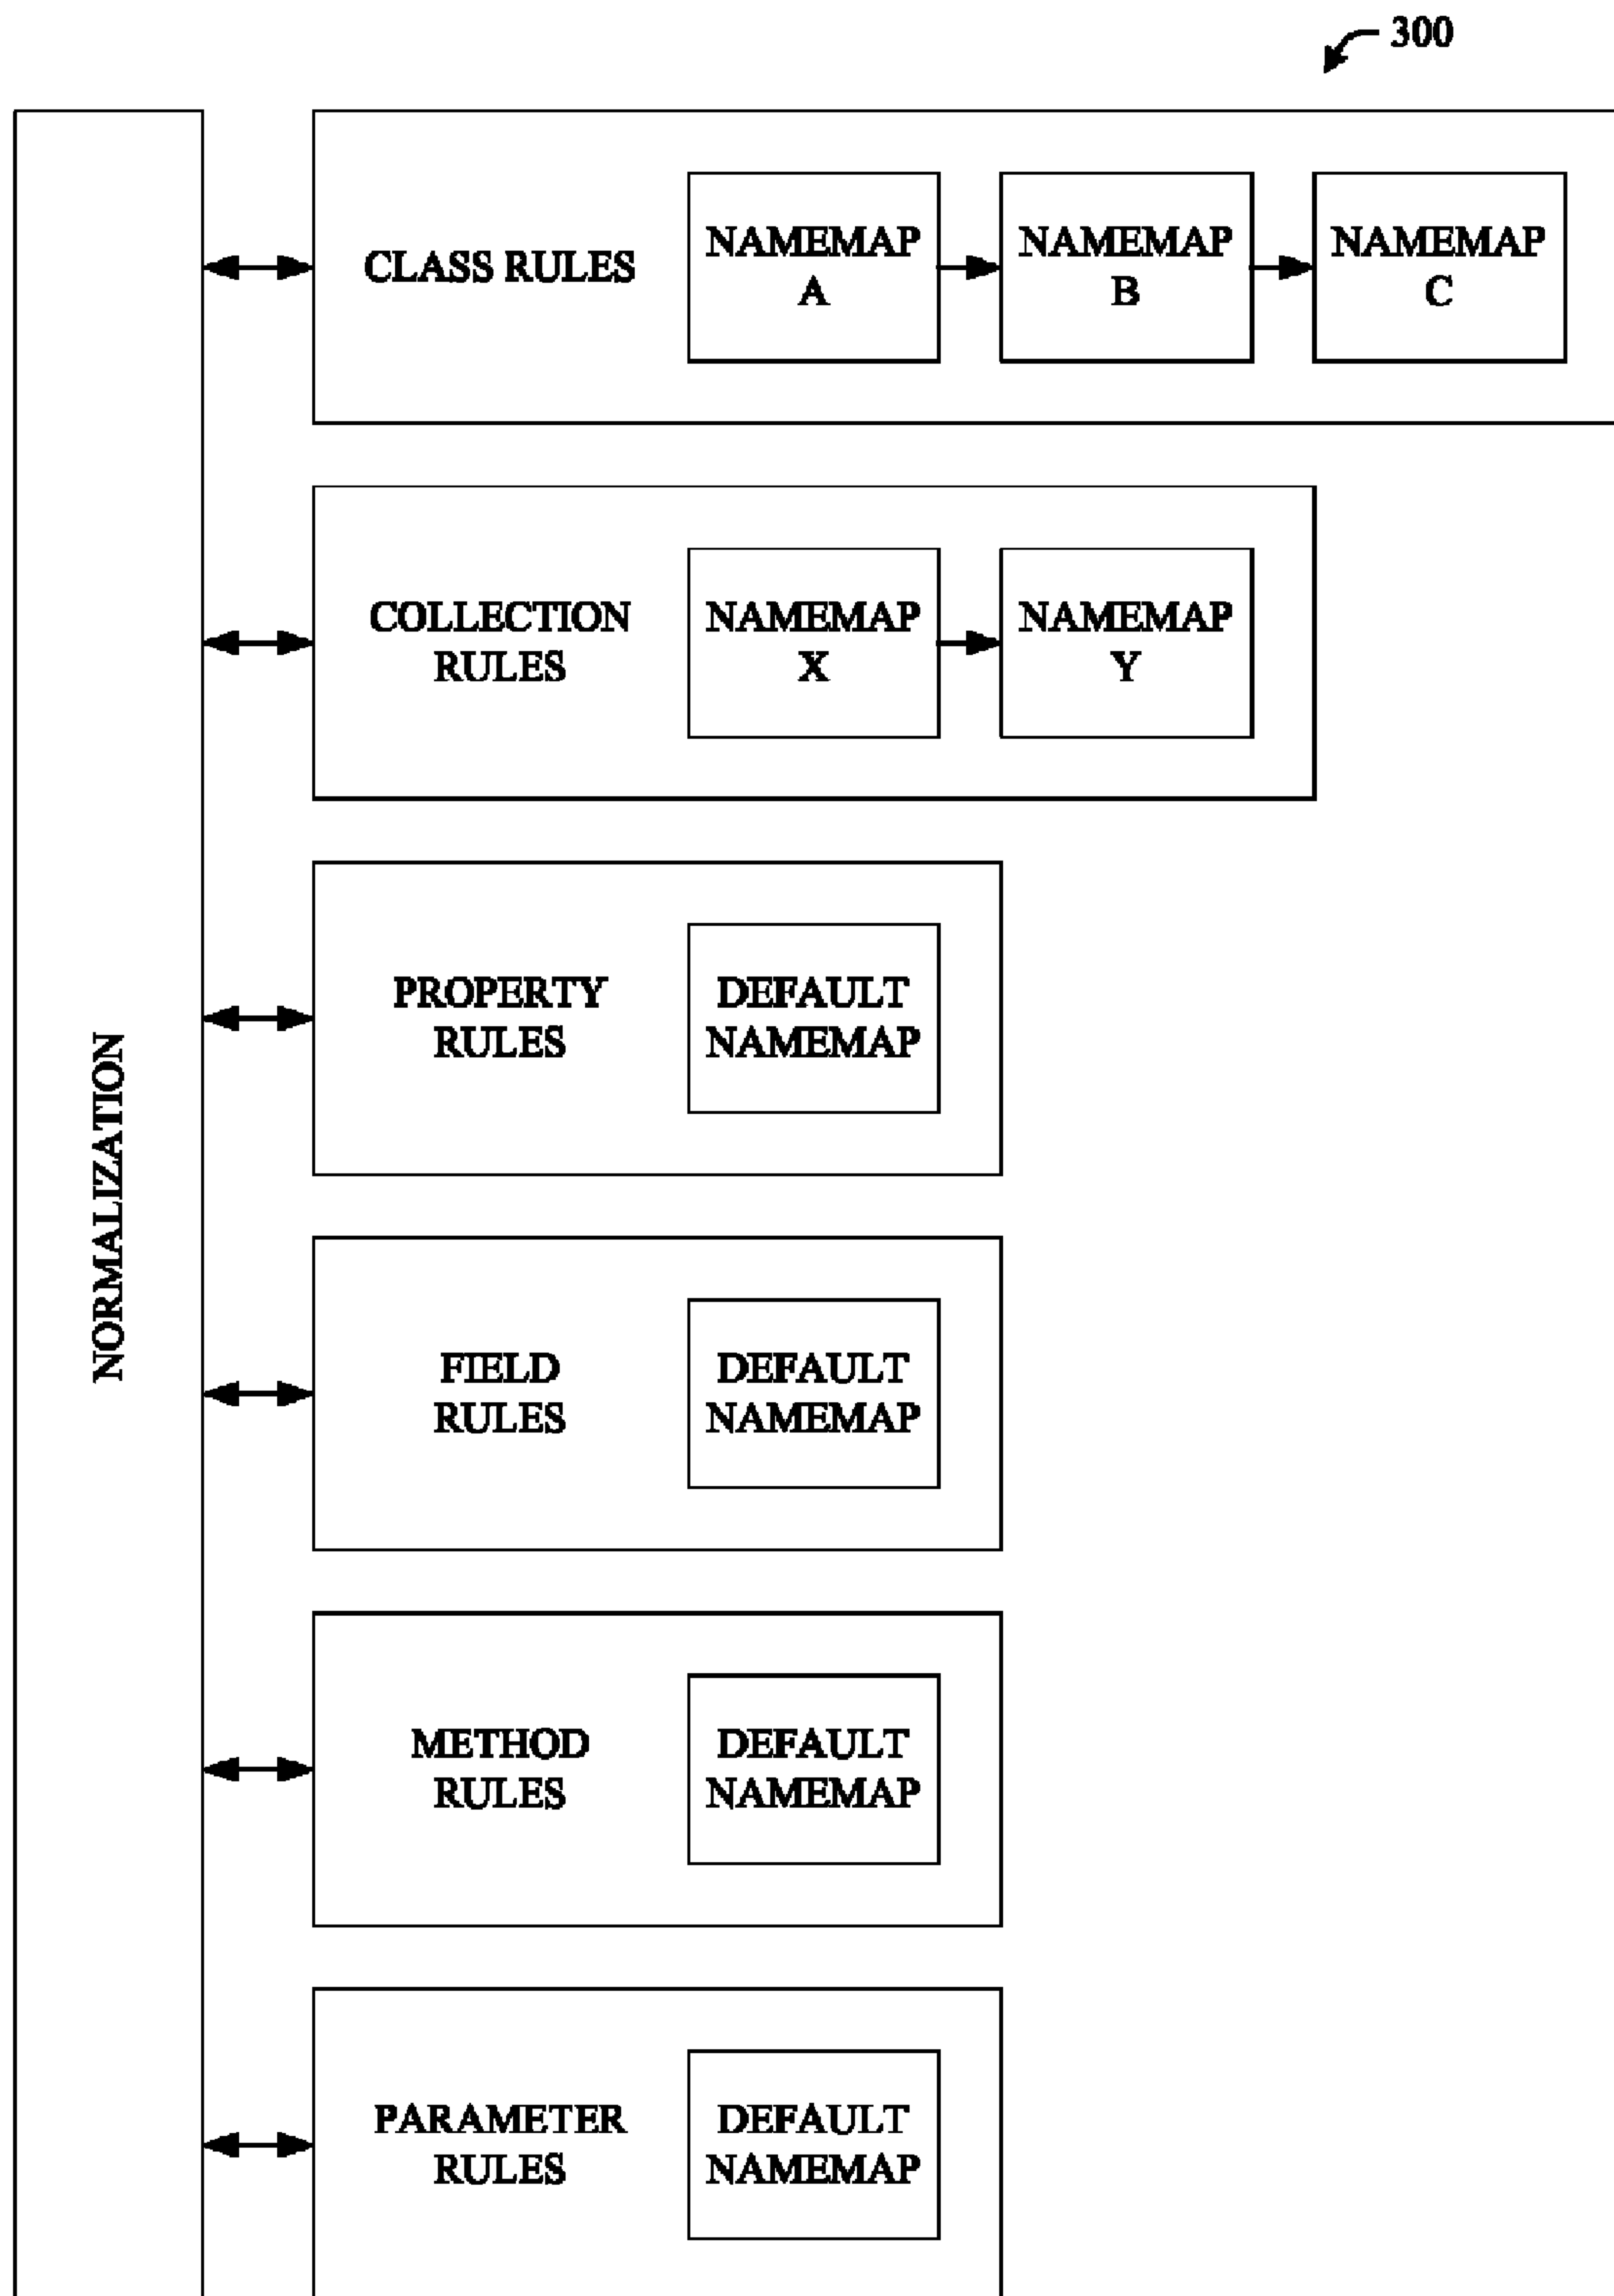 300
NORMALIZATION
CLASS RULES
NAMEMAP
A
NAMEMAP
B
NAMEMAP
C
COLLECTION
RULES
NAMEMAP
X
NAMEMAP
Y
PROPERTY
RULES
DEFAULT
NAMEMAP
FIELD
RULES
DEFAULT
NAMEMAP
METHOD
RULES
DEFAULT
NAMEMAP
PARAMETER
RULES
DEFAULT
NAMEMAP